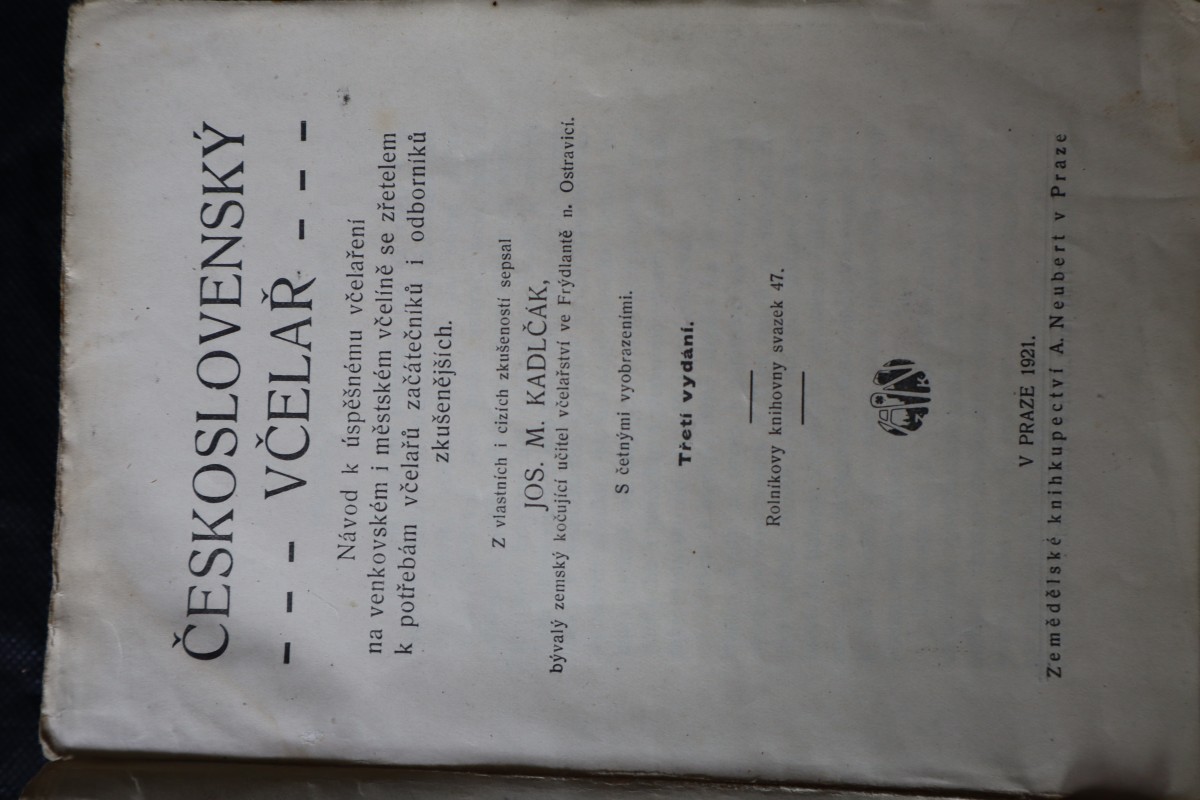 ČESKOSLOVENSKÝ
– – – VČELAŘ – – –
Návod k úspěšnému včelaření
na venkovském i městském včelíně se zřetelem
k potřebám včelařů začátečníků i odborníků
zkušenějších.
Z vlastních i cizích zkušeností sepsal
JOS. M. KADLČÁK,
bývalý zemský kočující učitel včelařství ve Frýdlantě n. Ostravicí.
S četnými vyobrazeními.
Třetí vydání.
Rolníkovy knihovny svazek 47.
V PRAZE 1921.
Zemědělské knihkupectví A. Neubert v Praze